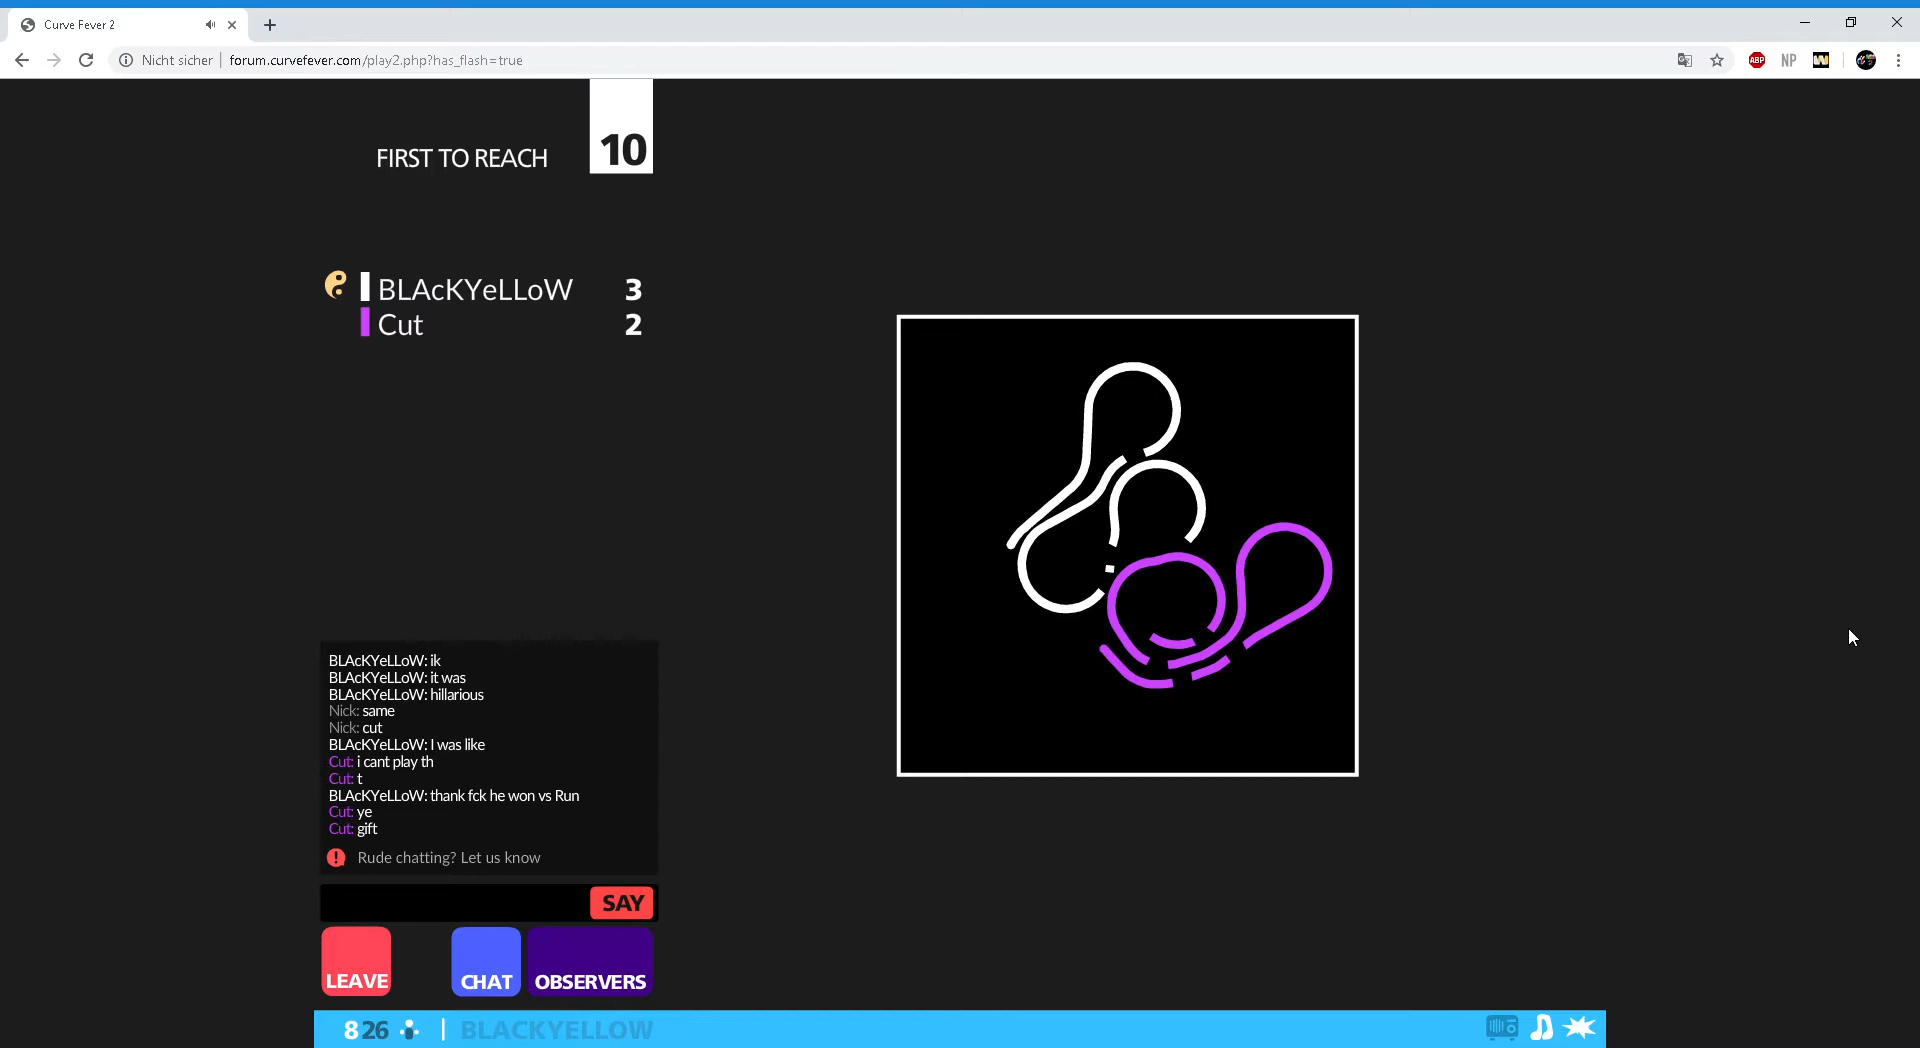 Curve Fever 2
Nicht sicher | forum.curvefever.com/play2.php?has_flash=true
ABP
NP
W
FIRST TO REACH 10
BLAcKYeLLoW 3
Cut 2
BLAcKYeLLoW: ik
BLAcKYeLLoW: it was
BLAcKYeLLoW: hillarious
Nick: same
Nick: cut
BLAcKYeLLoW: I was like
Cut: i cant play th
Cut: t
BLAcKYeLLoW: thank fck he won vs Run
Cut: ye
Cut: gift
Rude chatting? Let us know
SAY
LEAVE
CHAT
OBSERVERS
826 | BLACKYELLOW